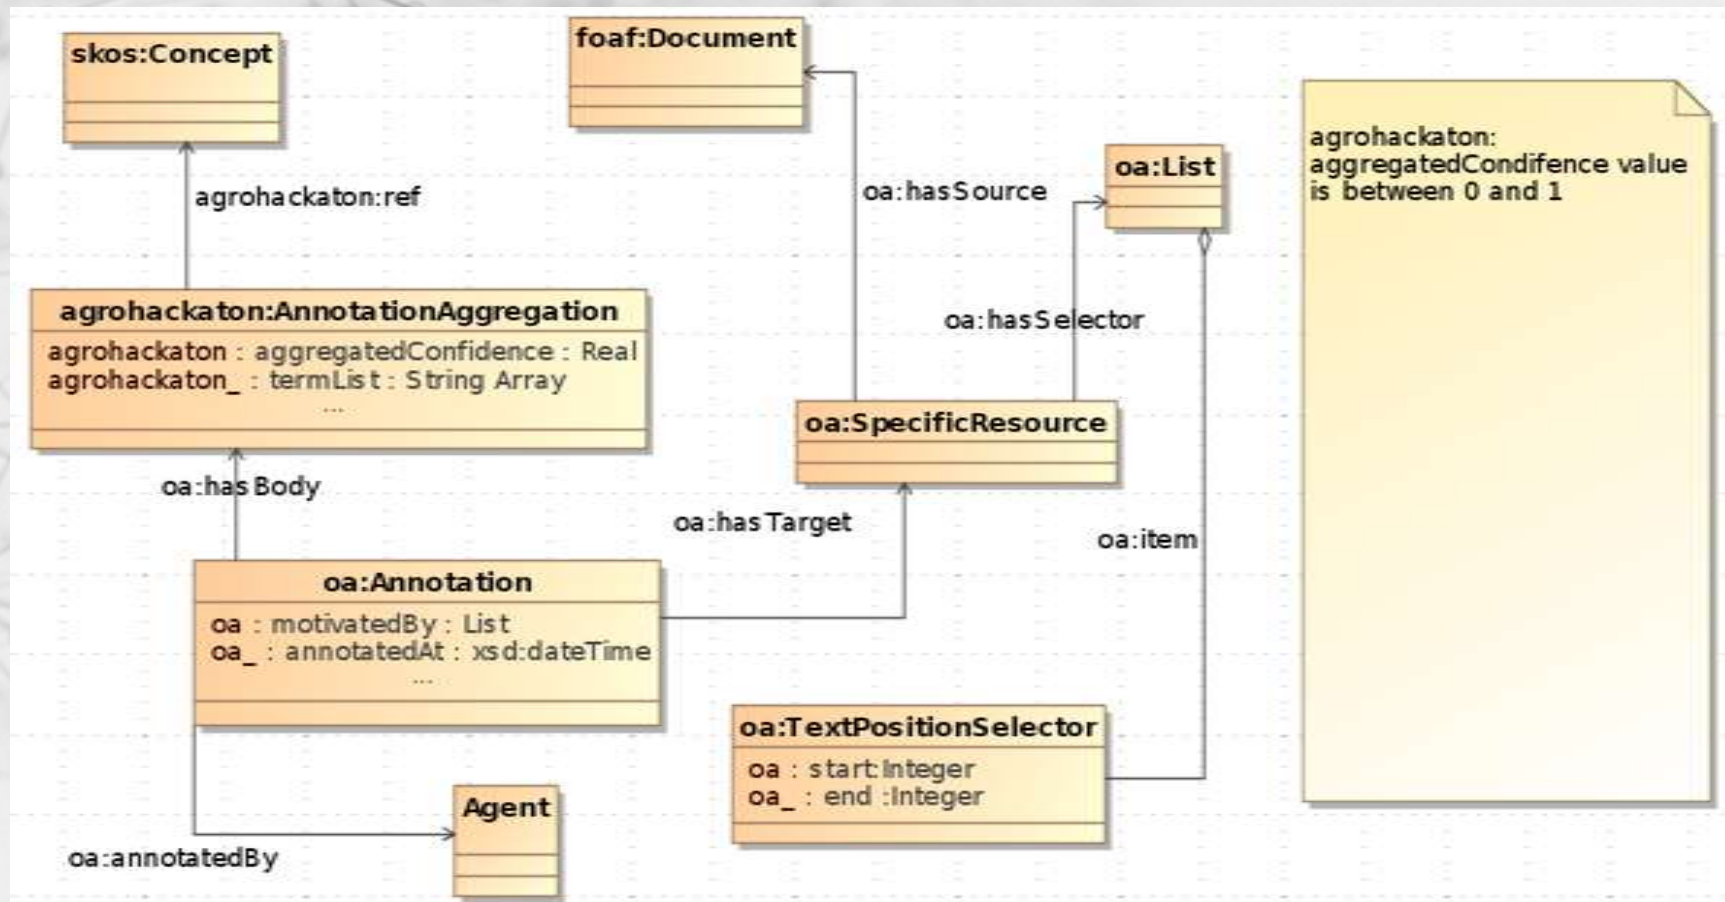 skos:Concept
foaf:Document
agrohackaton:
aggregatedCondifence value
is between 0 and 1
oa:List
oa:hasSource
agrohackaton:ref
agrohackaton:AnnotationAggregation
agrohackaton : aggregatedConfidence : Real
agrohackaton_ : termList : String Array
...
oa:hasSelector
oa:SpecificResource
oa:hasBody
oa:hasTarget
oa:item
oa:Annotation
oa : motivatedBy : List
oa_ : annotatedAt : xsd:dateTime
...
oa:TextPositionSelector
oa : start:Integer
oa_ : end :Integer
Agent
oa:annotatedBy